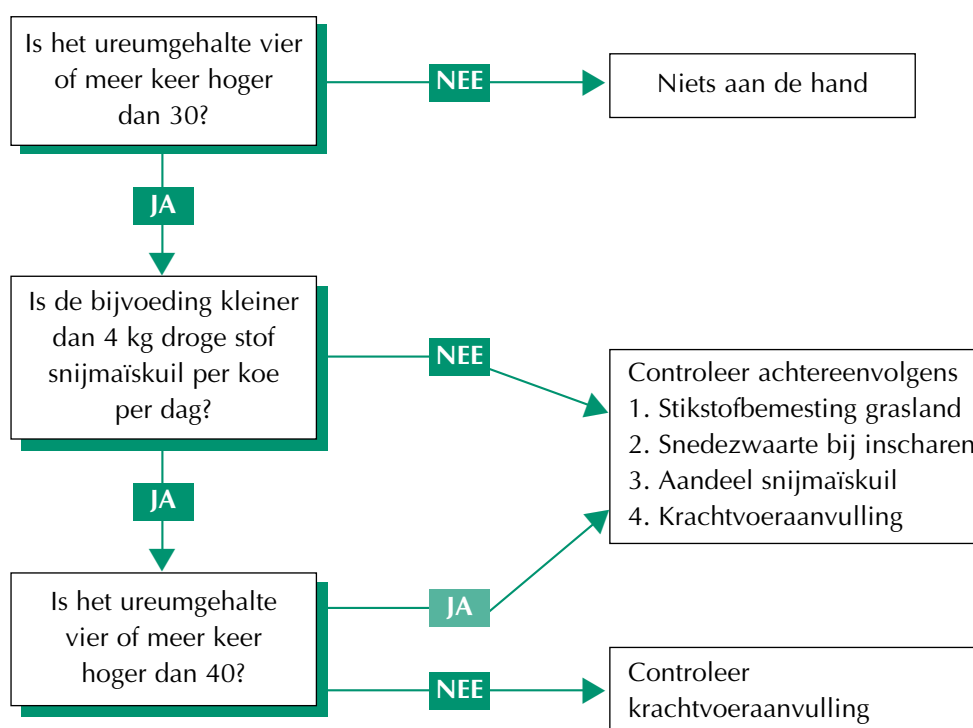 Is het ureumgehalte vier
of meer keer hoger
dan 30?
NEE
Niets aan de hand
JA
Is de bijvoeding kleiner
dan 4 kg droge stof
snijmaïskuil per koe
per dag?
NEE
Controleer achtereenvolgens
1. Stikstofbemesting grasland
2. Snedezwaarte bij inscharen
3. Aandeel snijmaïskuil
4. Krachtvoeraanvulling
JA
Is het ureumgehalte
vier of meer keer
hoger dan 40?
JA
NEE
Controleer
krachtvoeraanvulling